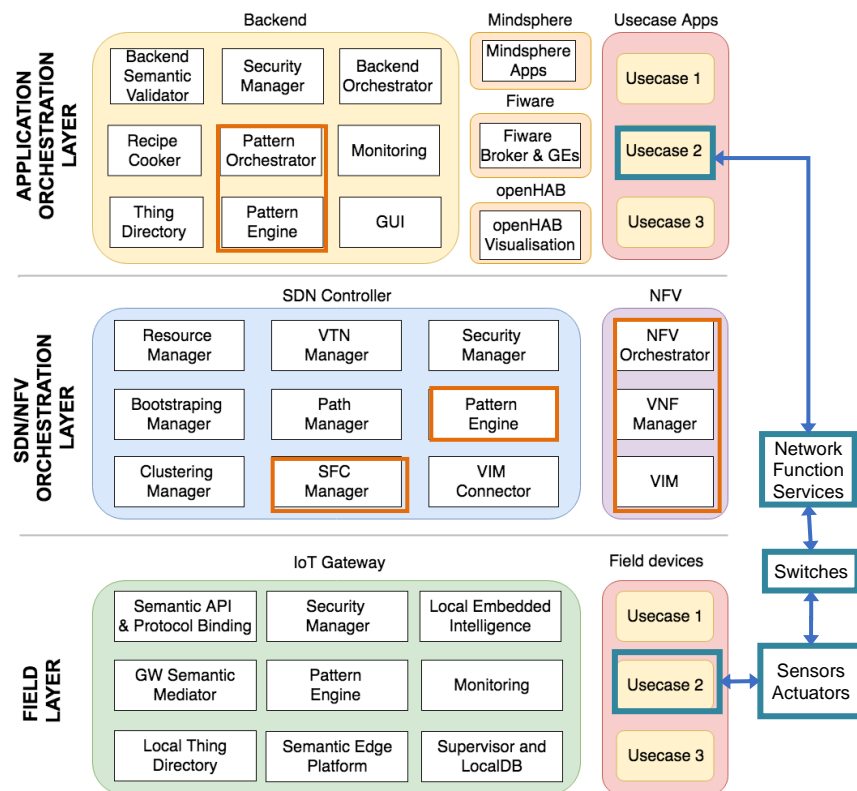 APPLICATION
ORCHESTRATION
LAYER
Backend
Backend
Semantic
Validator
Security
Manager
Backend
Orchestrator
Recipe
Cooker
Pattern
Orchestrator
Monitoring
Thing
Directory
Pattern
Engine
GUI
Mindsphere
Mindsphere
Apps
Fiware
Fiware
Broker & GEs
openHAB
openHAB
Visualisation
Usecase Apps
Usecase 1
Usecase 2
Usecase 3
SDN/NFV
ORCHESTRATION
LAYER
SDN Controller
Resource
Manager
VTN
Manager
Security
Manager
Bootstraping
Manager
Path
Manager
Pattern
Engine
Clustering
Manager
SFC
Manager
VIM
Connector
NFV
NFV
Orchestrator
VNF
Manager
VIM
Network
Function
Services
Switches
Sensors
Actuators
FIELD
LAYER
IoT Gateway
Semantic API
& Protocol Binding
Security
Manager
Local Embedded
Intelligence
GW Semantic
Mediator
Pattern
Engine
Monitoring
Local Thing
Directory
Semantic Edge
Platform
Supervisor and
LocalDB
Field devices
Usecase 1
Usecase 2
Usecase 3